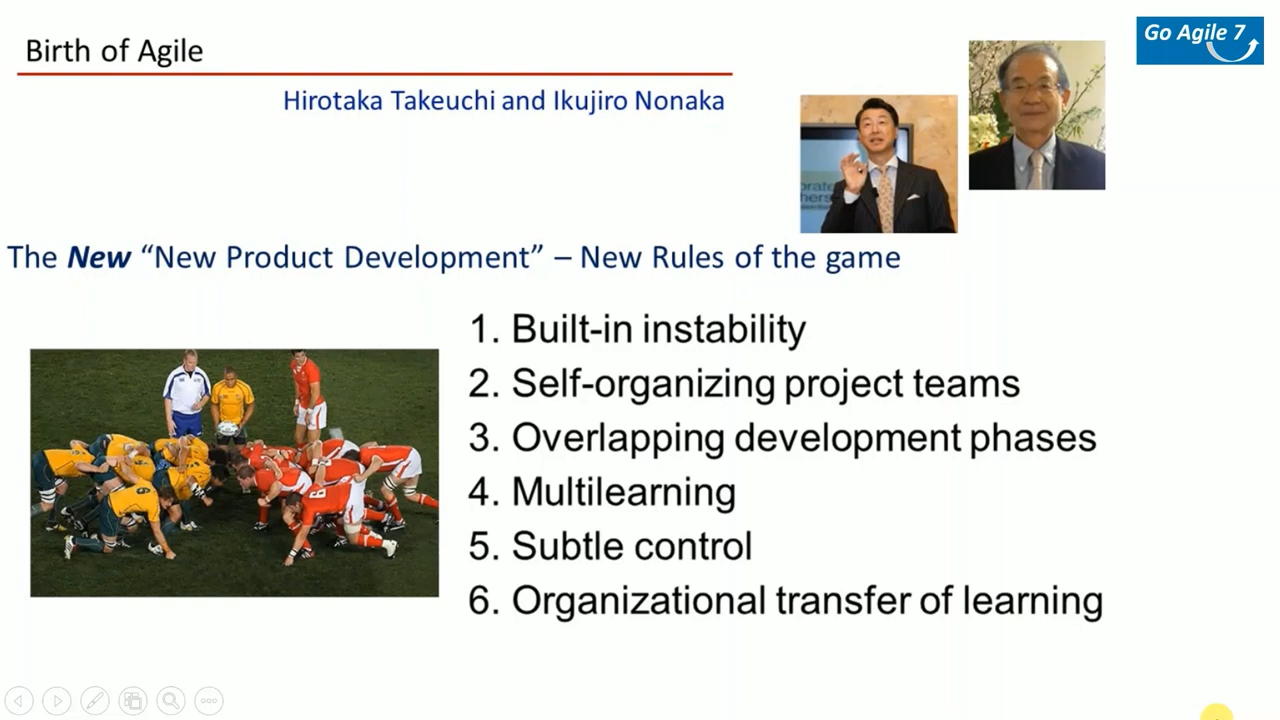 Birth of Agile
Go Agile 7
Hirotaka Takeuchi and Ikujiro Nonaka
The New “New Product Development” – New Rules of the game
1. Built-in instability
2. Self-organizing project teams
3. Overlapping development phases
4. Multilearning
5. Subtle control
6. Organizational transfer of learning